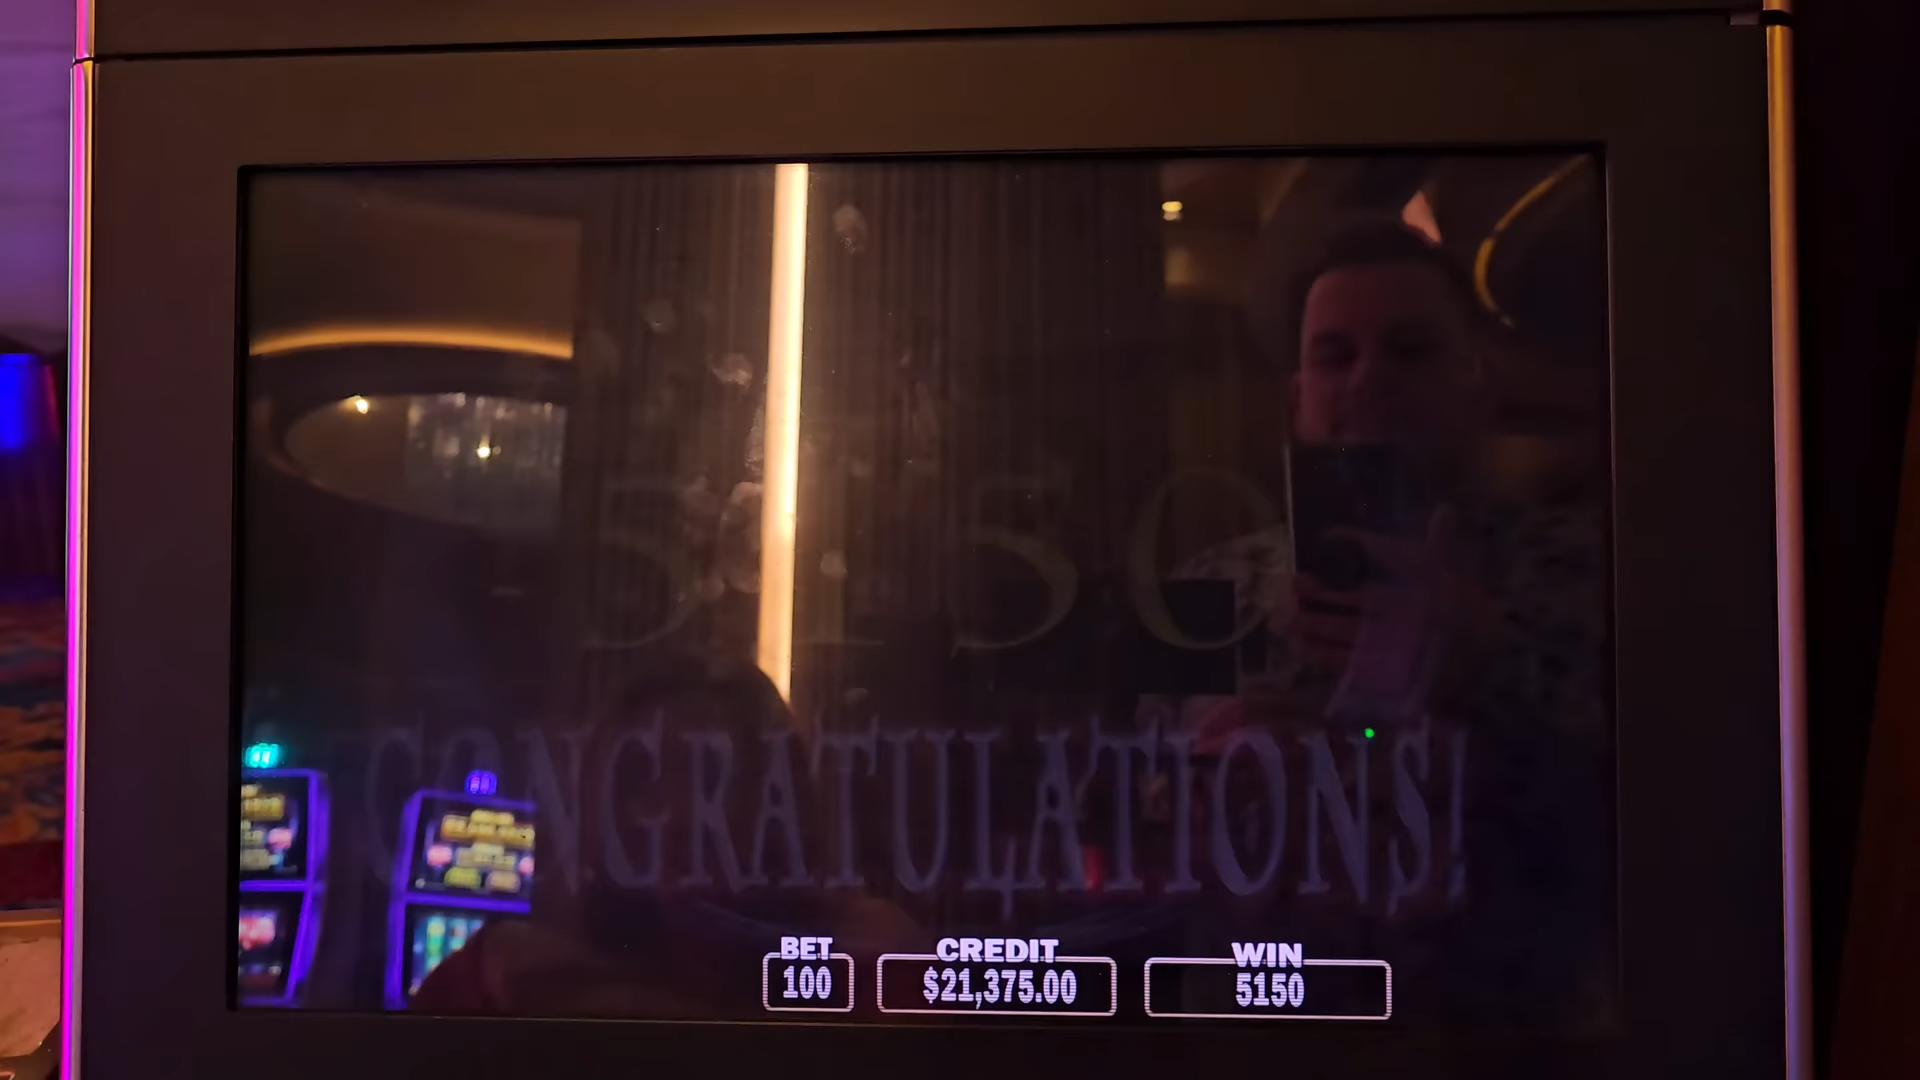 5150
CONGRATULATIONS!
BET
100
CREDIT
$21,375.00
WIN
5150